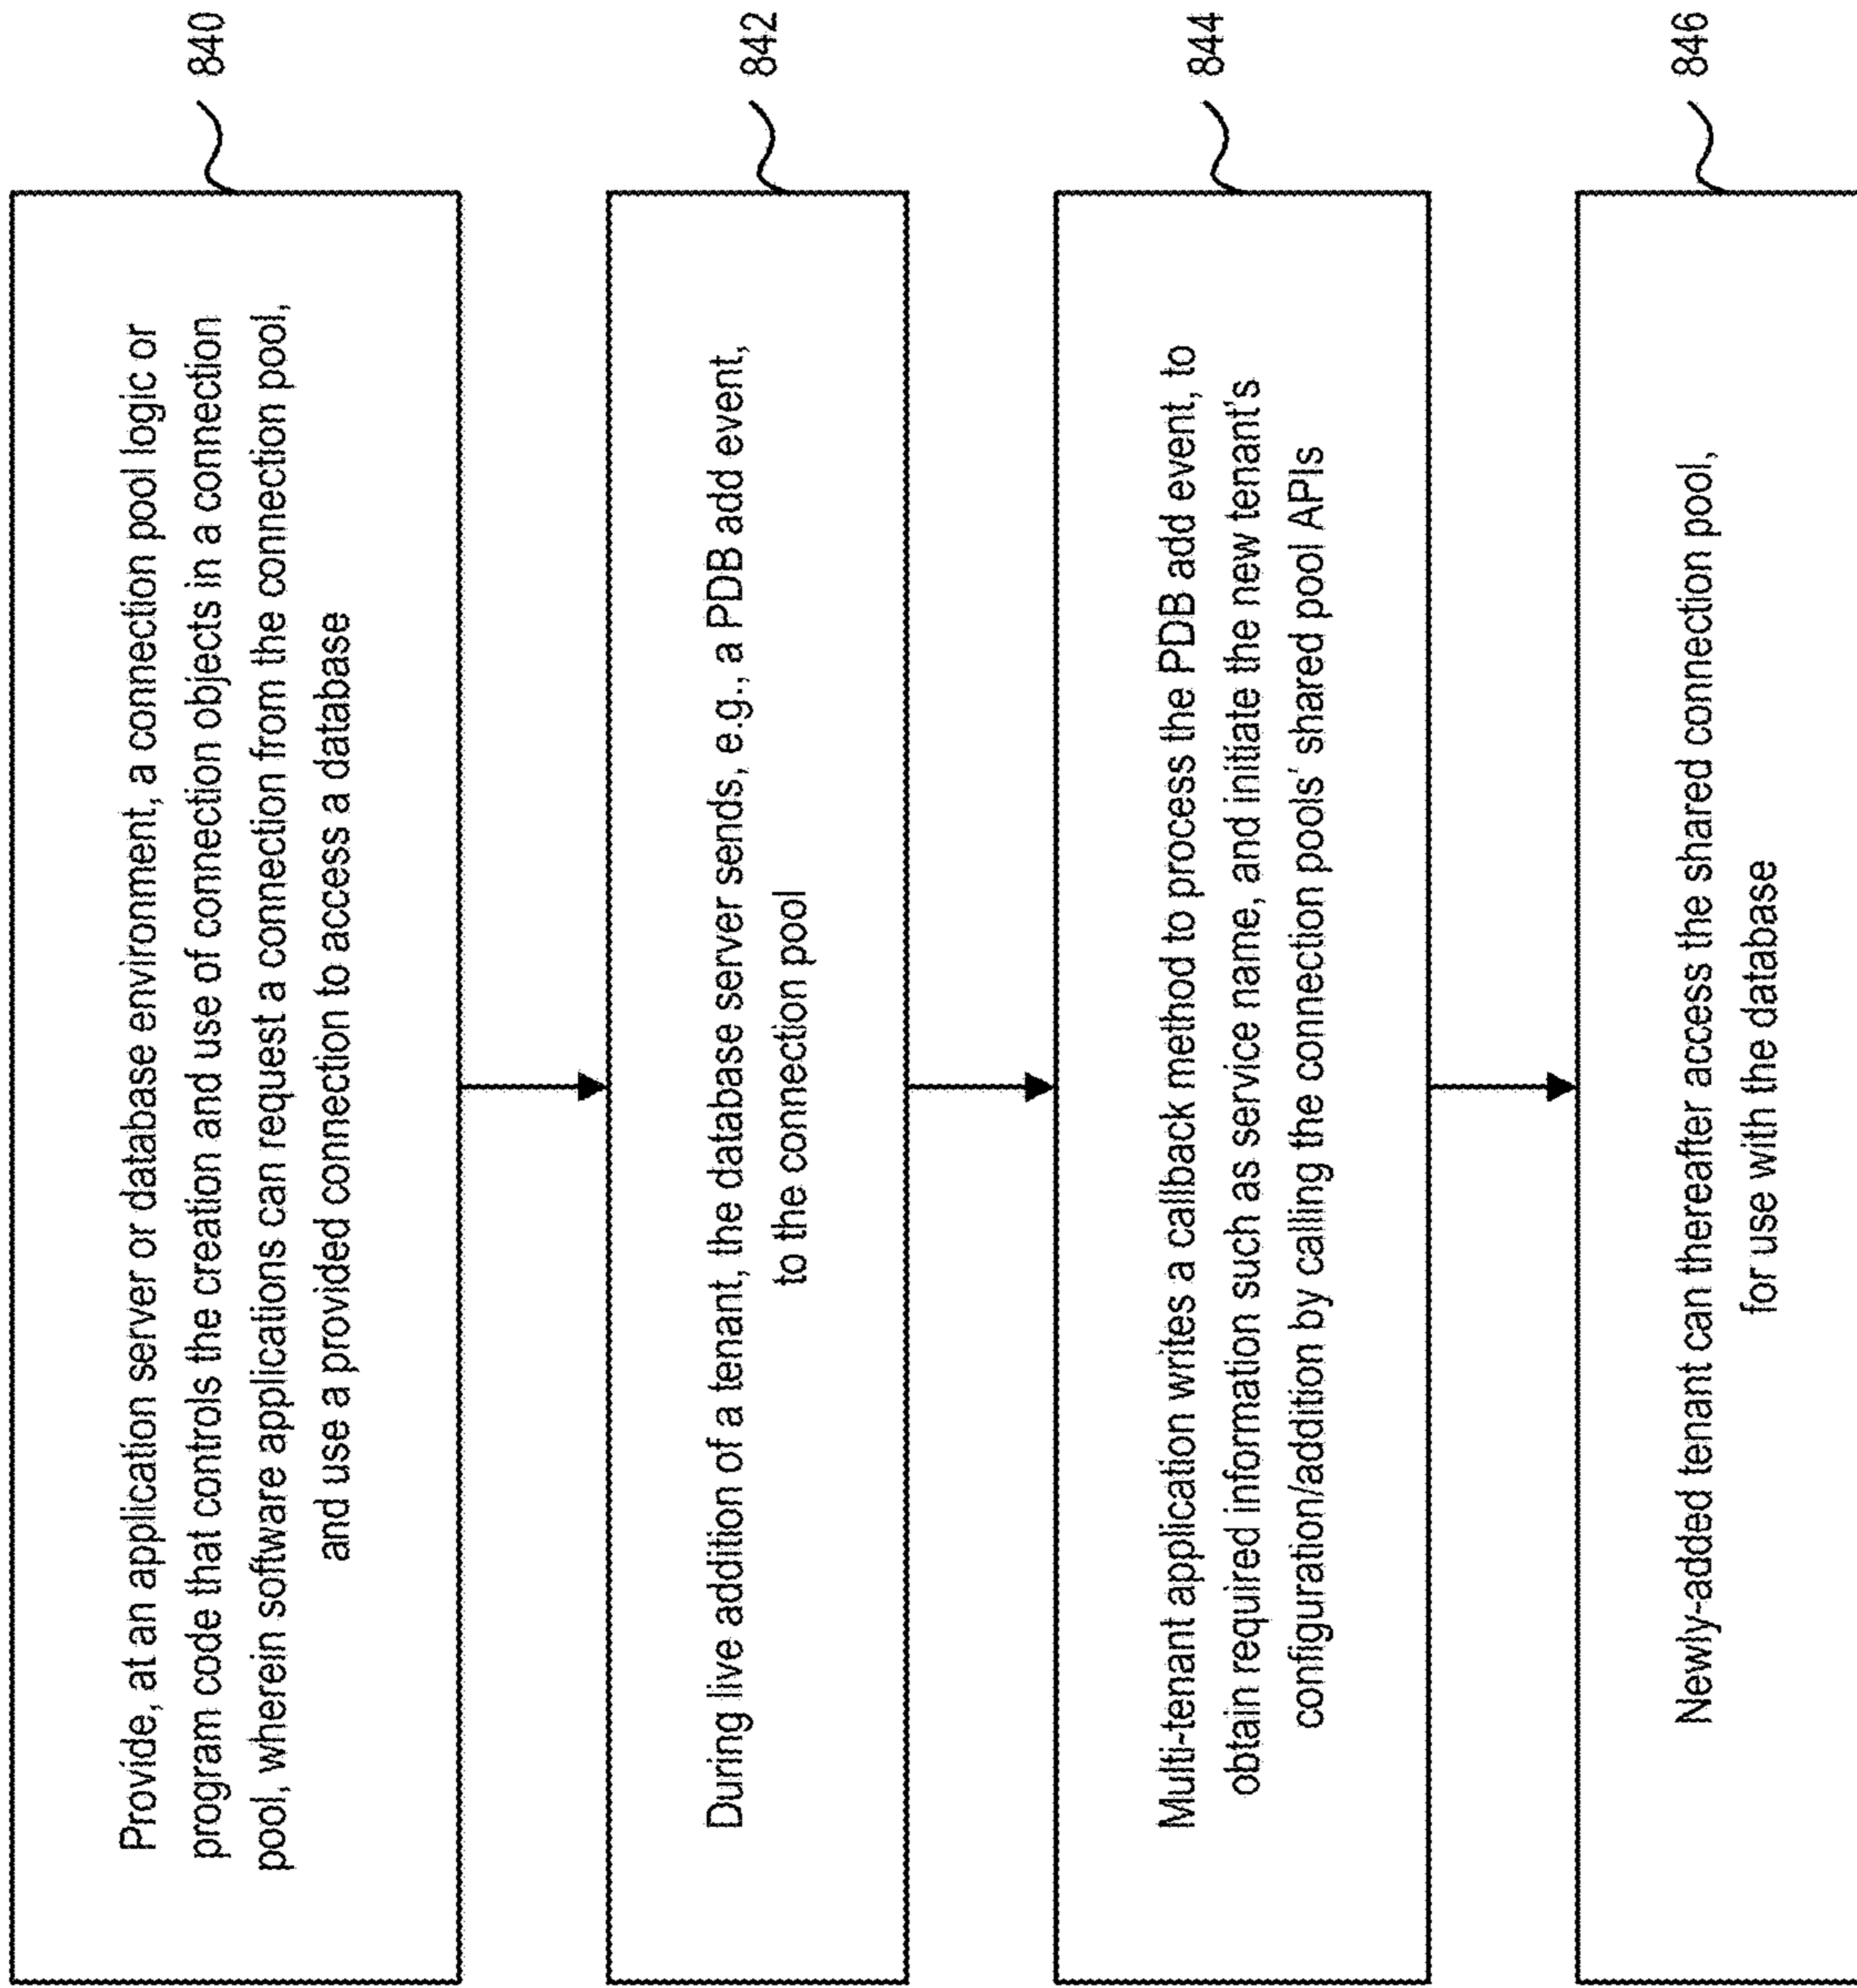 Provide, at an application server or database environment, a connection pool logic or
program code that controls the creation and use of connection objects in a connection
pool, wherein software applications can request a connection from the connection pool,
and use a provided connection to access a database
840
During live addition of a tenant, the database server sends, e.g., a PDB add event,
to the connection pool
842
Multi-tenant application writes a callback method to process the PDB add event, to
obtain required information such as service name, and initiate the new tenant's
configuration/addition by calling the connection pools' shared pool APIs
844
Newly-added tenant can thereafter access the shared connection pool,
for use with the database
846